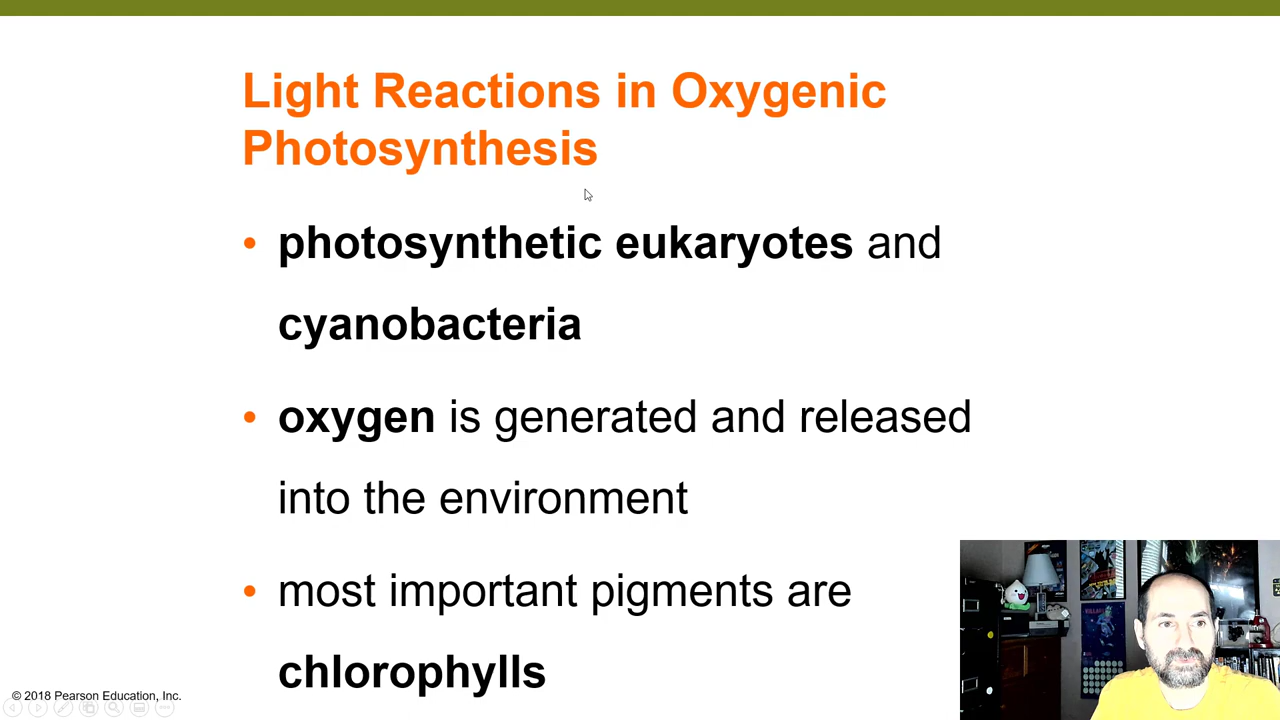 Light Reactions in Oxygenic
Photosynthesis
• photosynthetic eukaryotes and
cyanobacteria
• oxygen is generated and released
into the environment
• most important pigments are
chlorophylls
© 2018 Pearson Education, Inc.